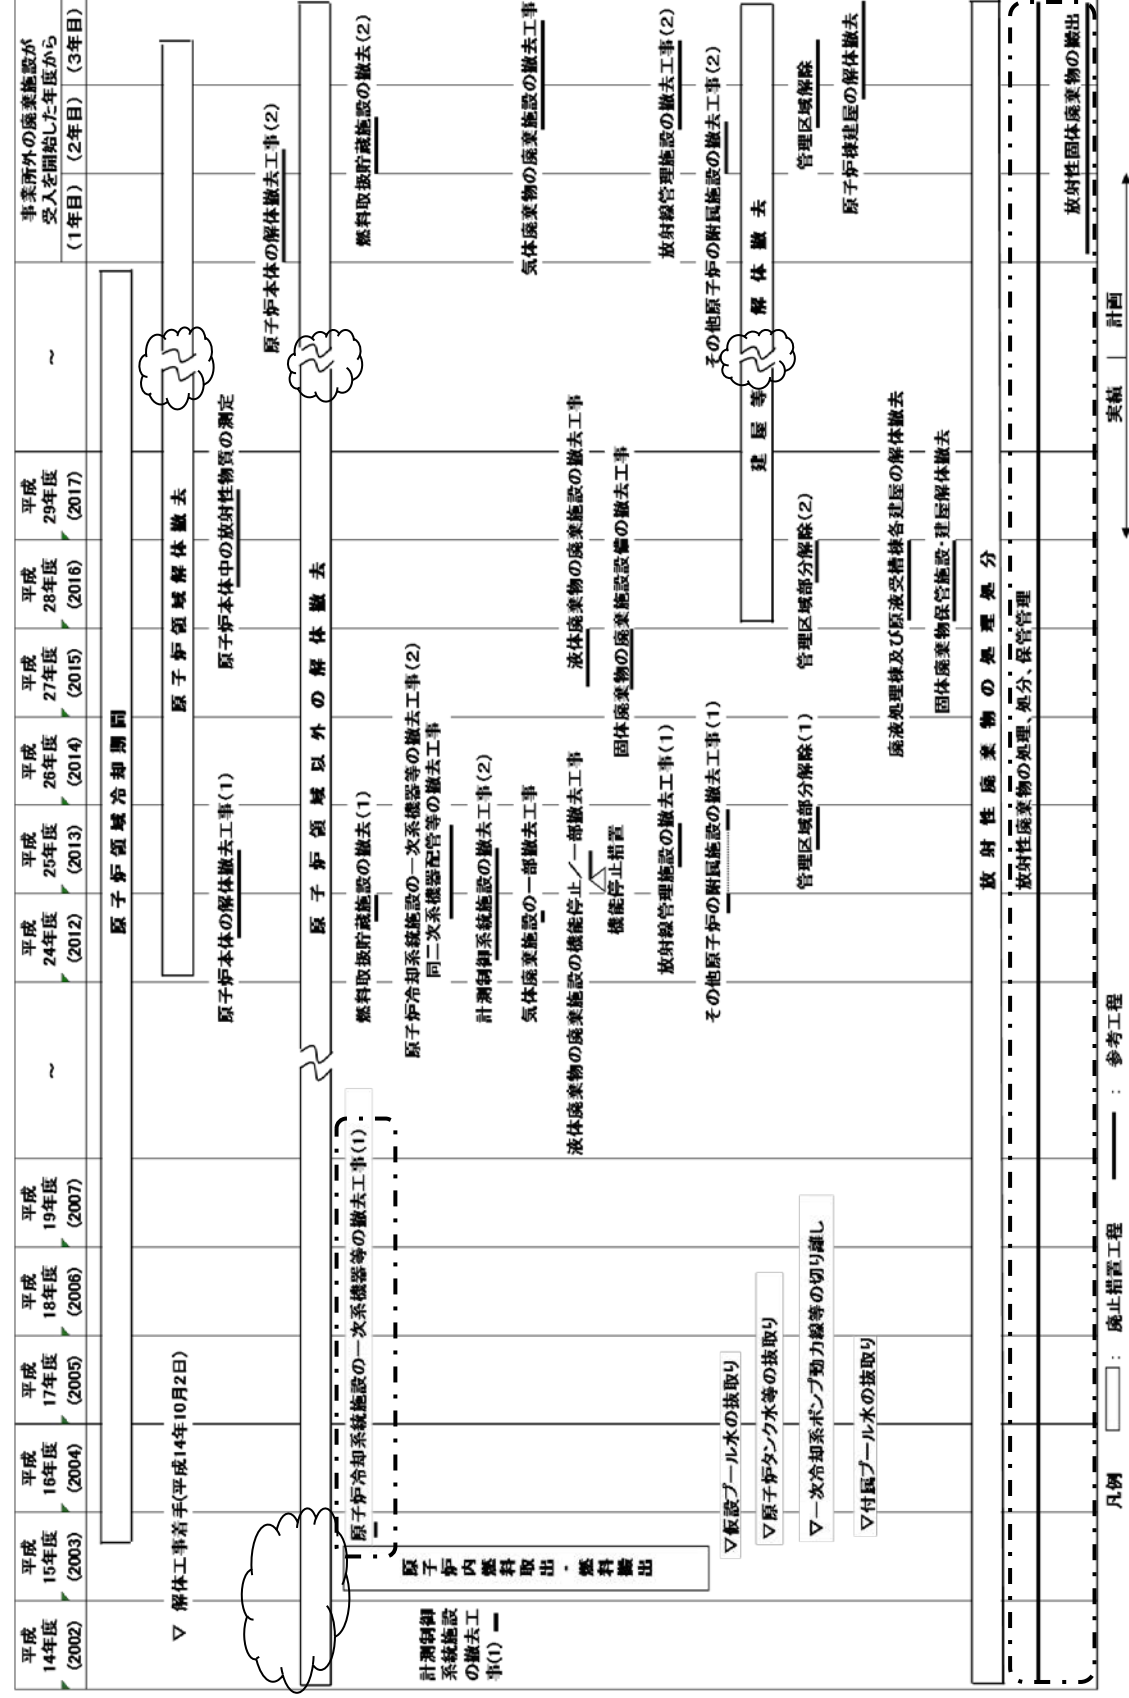 平成
14年度
(2002)
平成
15年度
(2003)
平成
16年度
(2004)
平成
17年度
(2005)
平成
18年度
(2006)
平成
19年度
(2007)
～
平成
24年度
(2012)
平成
25年度
(2013)
平成
26年度
(2014)
平成
27年度
(2015)
平成
28年度
(2016)
平成
29年度
(2017)
～
事業所外の廃棄施設が
受入を開始した年度から
(1年目)
(2年目)
(3年目)
原子炉領域冷却期間
▽ 解体工事着手(平成14年10月2日)
原子炉領域解体撤去
原子炉本体の解体撤去工事(1)
原子炉本体中の放射性物質の測定
原子炉本体の解体撤去工事(2)
原子炉領域以外の解体撤去
原子炉冷却系統施設の一次系機器等の撤去工事(1)
燃料取扱貯蔵施設の撤去(1)
燃料取扱貯蔵施設の撤去(2)
原子炉内燃料取出・燃料搬出
計測制御
系統施設
の撤去工
事(1)
原子炉冷却系統施設の一次系機器等の撤去工事(2)
同二次系機器配管等の撤去工事
計測制御系統施設の撤去工事(2)
気体廃棄施設の一部撤去工事
気体廃棄物の廃棄施設の撤去工事
液体廃棄物の廃棄施設の機能停止／一部撤去工事
液体廃棄物の廃棄施設の撤去工事
機能停止措置
固体廃棄物の廃棄施設設備の撤去工事
放射線管理施設の撤去工事(1)
放射線管理施設の撤去工事(2)
その他原子炉の附属施設の撤去工事(1)
その他原子炉の附属施設の撤去工事(2)
▽仮設プール水の抜取り
建屋等解体撤去
▽原子炉タンク水等の抜取り
▽一次冷却系ポンプ動力線等の切り離し
管理区域部分解除(1)
管理区域部分解除(2)
管理区域解除
▽付属プール水の抜取り
原子炉棟建屋の解体撤去
廃液処理棟及び原液受槽棟各建屋の解体撤去
固体廃棄物保管施設・建屋解体撤去
放射性廃棄物の処理処分
放射性廃棄物の処理、処分、保管管理
放射性固体廃棄物の搬出
凡例
： 廃止措置工程
： 参考工程
実績
計画